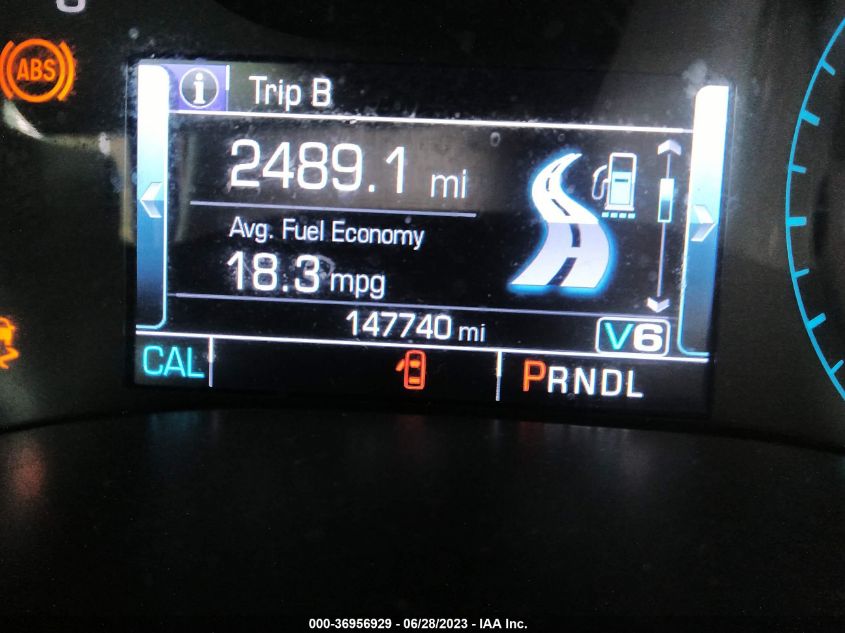 ABS
i Trip B
2489.1 mi
Avg. Fuel Economy
18.3 mpg
147740 mi
V6
CAL
PRNDL
000-36956929 - 06/28/2023 - IAA Inc.